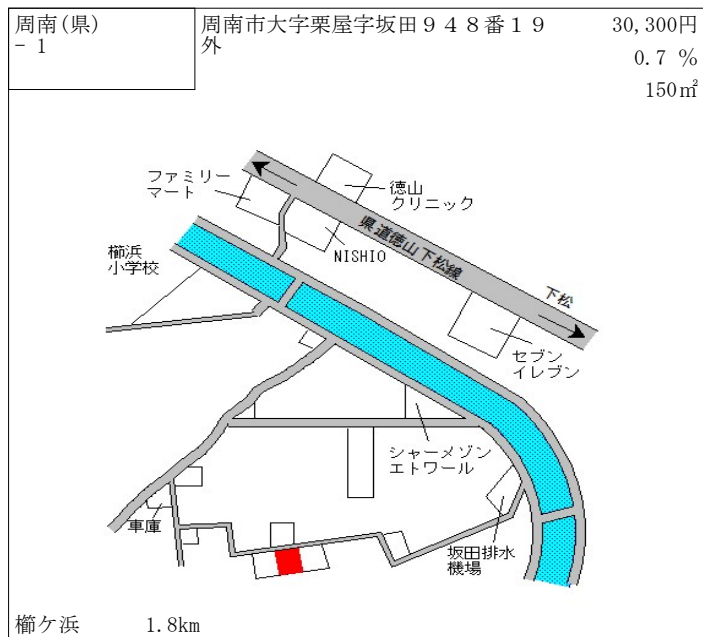 周南(県)
- 1
周南市大字栗屋字坂田９４８番１９
外
30,300円
0.7 %
150㎡
ファミリー
マート
徳山
クリニック
NISHIO
県道徳山下松線
櫛浜
小学校
下松
セブン
イレブン
シャーメゾン
エトワール
車庫
坂田排水
機場
櫛ケ浜 1.8km